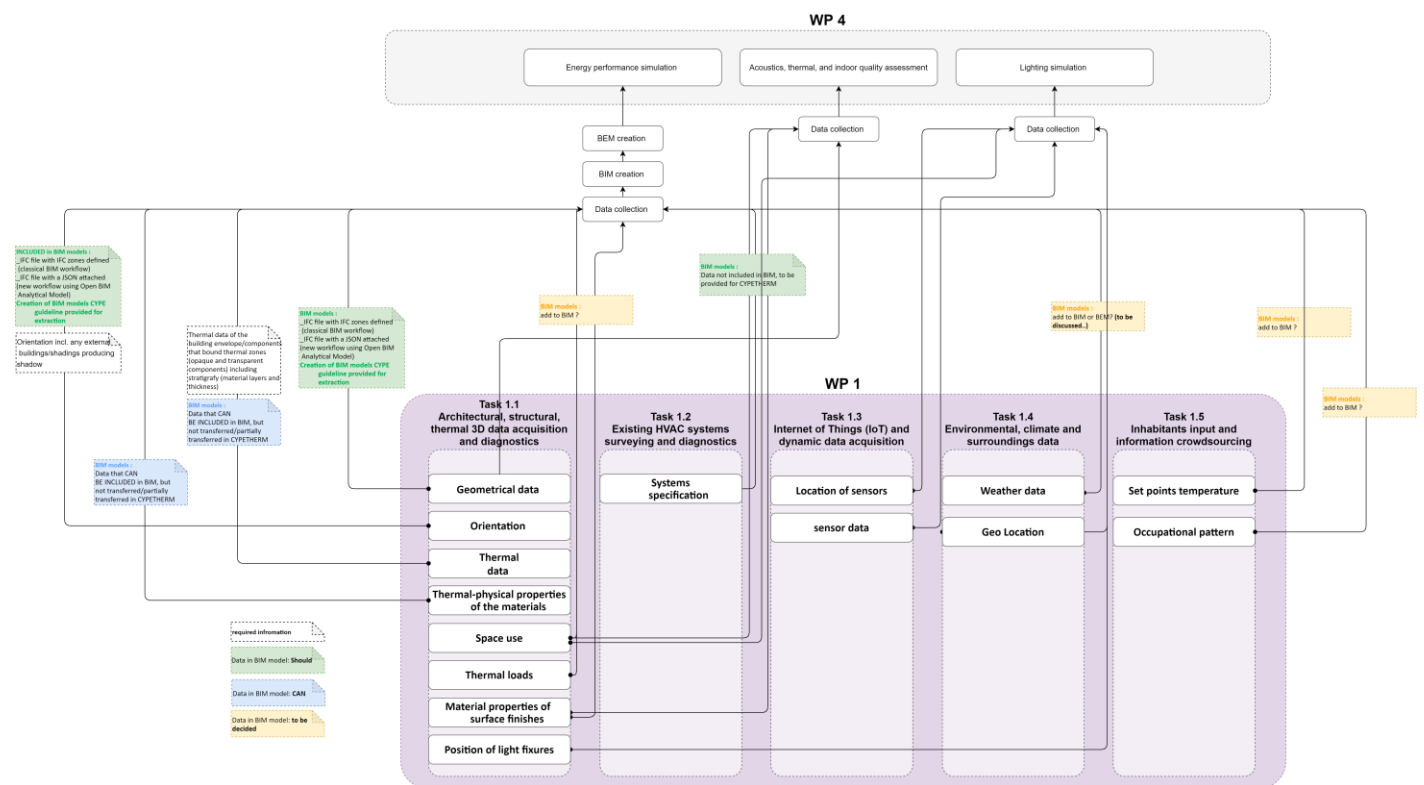 WP 4
Energy performance simulation
Acoustics, thermal, and indoor quality assessment
Lighting simulation
BEM creation
Data collection
Data collection
BIM creation
Data collection
INCLUDED in BIM models :
_IFC file with IFC zones defined
(classical BIM workflow)
_IFC file with a JSON attached
(new workflow using Open BIM
Analytical Model)
Creation of BIM models CYPE
guideline provided for
extraction
Orientation incl. any external
buildings/shadings producing
shadow
Thermal data of the
building envelope/components
that bound thermal zones
(opaque and transparent
components) including
stratigrafy (material layers and
thickness)
BIM models :
Data that CAN
BE INCLUDED in BIM, but
not transferred/partially
transferred in CYPETHERM
BIM models :
Data that CAN
BE INCLUDED in BIM, but
not transferred/partially
transferred in CYPETHERM
BIM models :
_IFC file with IFC zones defined
(classical BIM workflow)
_IFC file with a JSON attached
(new workflow using Open BIM
Analytical Model)
Creation of BIM models CYPE
guideline provided for
extraction
BIM models :
add to BIM ?
BIM models :
Data not included in BIM, to be
provided for CYPETHERM
BIM models :
add to BIM or BEM? (to be
discussed..)
BIM models :
add to BIM ?
BIM models :
add to BIM ?
WP 1
Task 1.1
Architectural, structural,
thermal 3D data acquisition
and diagnostics
Task 1.2
Existing HVAC systems
surveying and diagnostics
Task 1.3
Internet of Things (IoT) and
dynamic data acquisition
Task 1.4
Environmental, climate and
surroundings data
Task 1.5
Inhabitants input and
information crowdsourcing
Geometrical data
Orientation
Thermal
data
Thermal-physical properties
of the materials
Space use
Thermal loads
Material properties of
surface finishes
Position of light fixures
Systems
specification
Location of sensors
sensor data
Weather data
Geo Location
Set points temperature
Occupational pattern
required infromation
Data in BIM model: Should
Data in BIM model: CAN
Data in BIM model: to be
decided